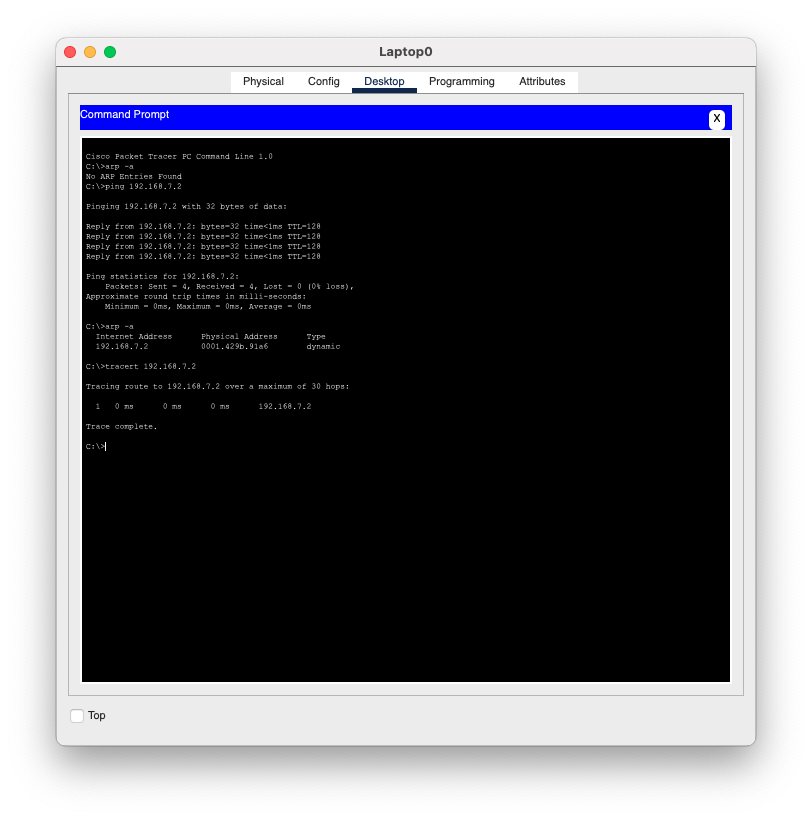 Laptop0
Physical Config Desktop Programming Attributes
Command Prompt
X
Cisco Packet Tracer PC Command Line 1.0
C:\>arp -a
No ARP Entries Found
C:\>ping 192.168.7.2
Pinging 192.168.7.2 with 32 bytes of data:
Reply from 192.168.7.2: bytes=32 time<1ms TTL=128
Reply from 192.168.7.2: bytes=32 time<1ms TTL=128
Reply from 192.168.7.2: bytes=32 time<1ms TTL=128
Reply from 192.168.7.2: bytes=32 time<1ms TTL=128
Ping statistics for 192.168.7.2:
Packets: Sent = 4, Received = 4, Lost = 0 (0% loss),
Approximate round trip times in milli-seconds:
Minimum = 0ms, Maximum = 0ms, Average = 0ms
C:\>arp -a
Internet Address Physical Address Type
192.168.7.2 0001.429b.91a6 dynamic
C:\>tracert 192.168.7.2
Tracing route to 192.168.7.2 over a maximum of 30 hops:
1 0 ms 0 ms 0 ms 192.168.7.2
Trace complete.
C:\>
Top